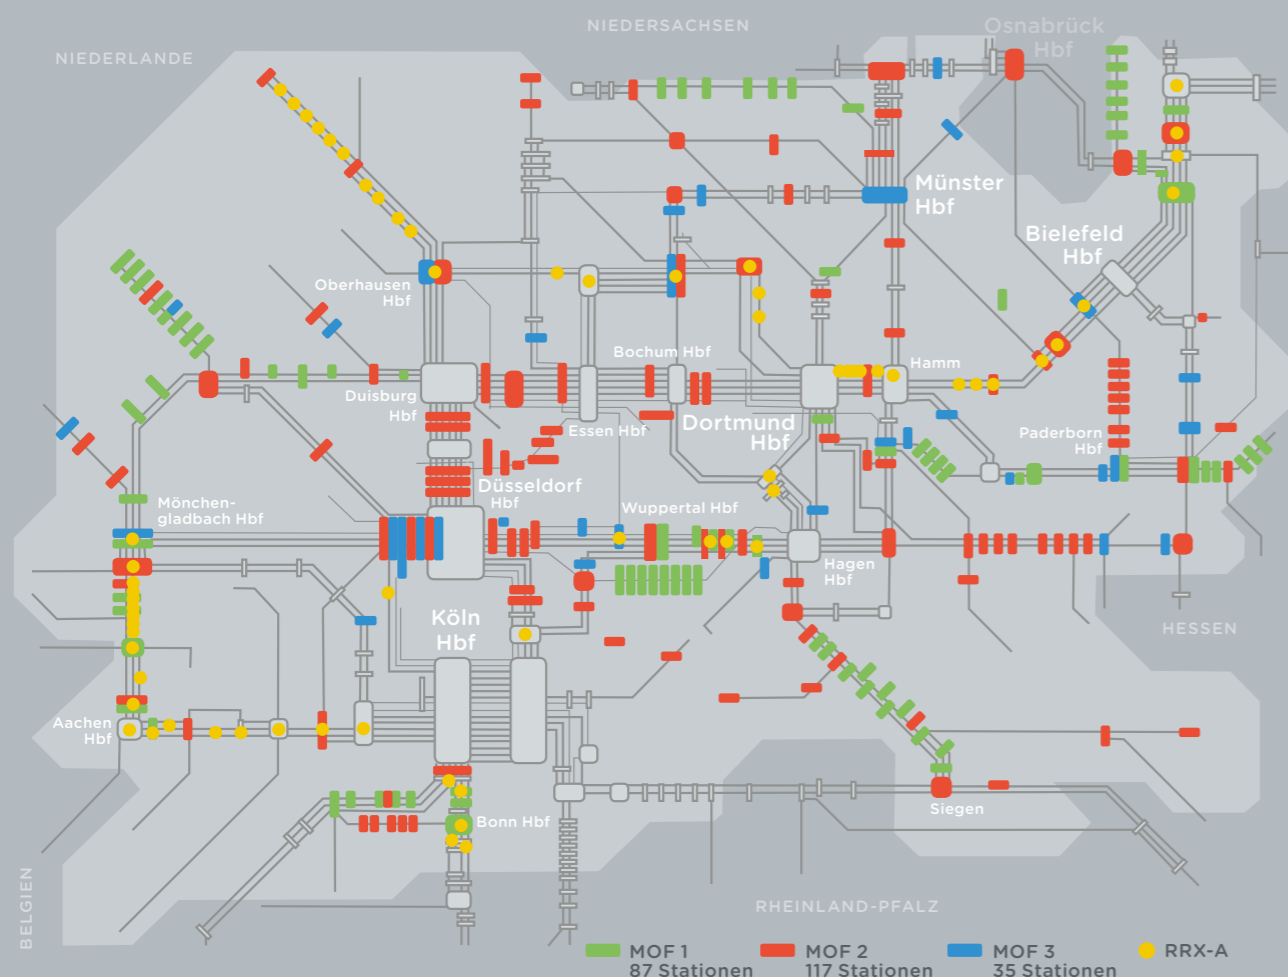 NIEDERSACHSEN
Osnabrück
Hbf
NIEDERLANDE
Münster
Hbf
Bielefeld
Hbf
Oberhausen
Hbf
Bochum Hbf
Hamm
Duisburg
Hbf
Essen Hbf
Dortmund
Hbf
Paderborn
Hbf
Düsseldorf
Hbf
Mönchen-
gladbach Hbf
Wuppertal Hbf
Hagen
Hbf
Köln
Hbf
HESSEN
Aachen
Hbf
Siegen
Bonn Hbf
BELGIEN
RHEINLAND-PFALZ
MOF 1
87 Stationen
MOF 2
117 Stationen
MOF 3
35 Stationen
RRX-A